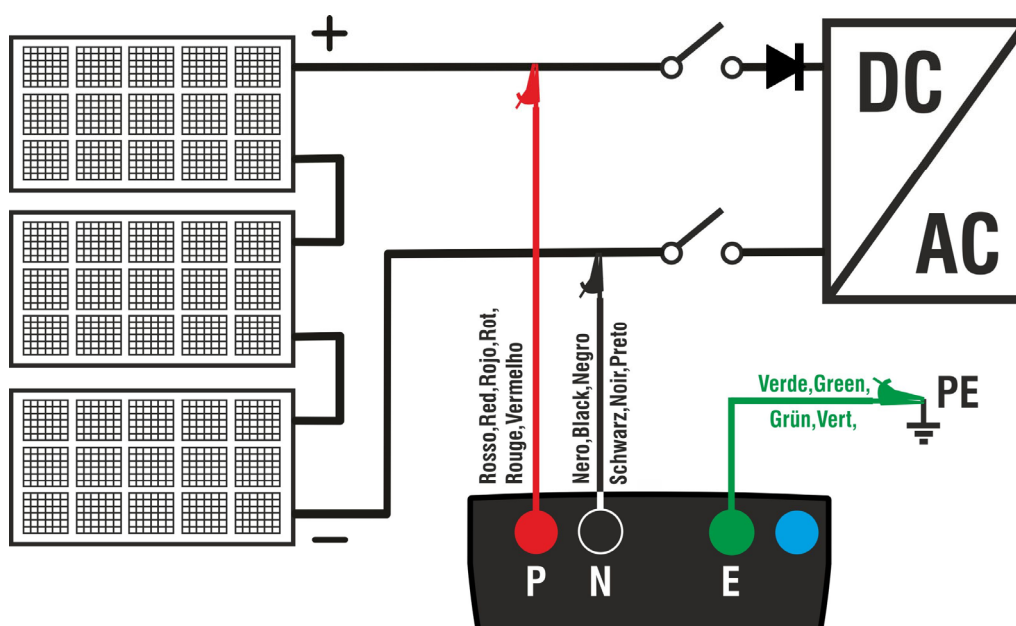 +
DC
AC
Rosso,Red,Rojo,Rot,
Rouge,Vermelho
Nero,Black,Negro
Schwarz,Noir,Preto
Verde,Green,
Grün,Vert,
PE
−
P N E